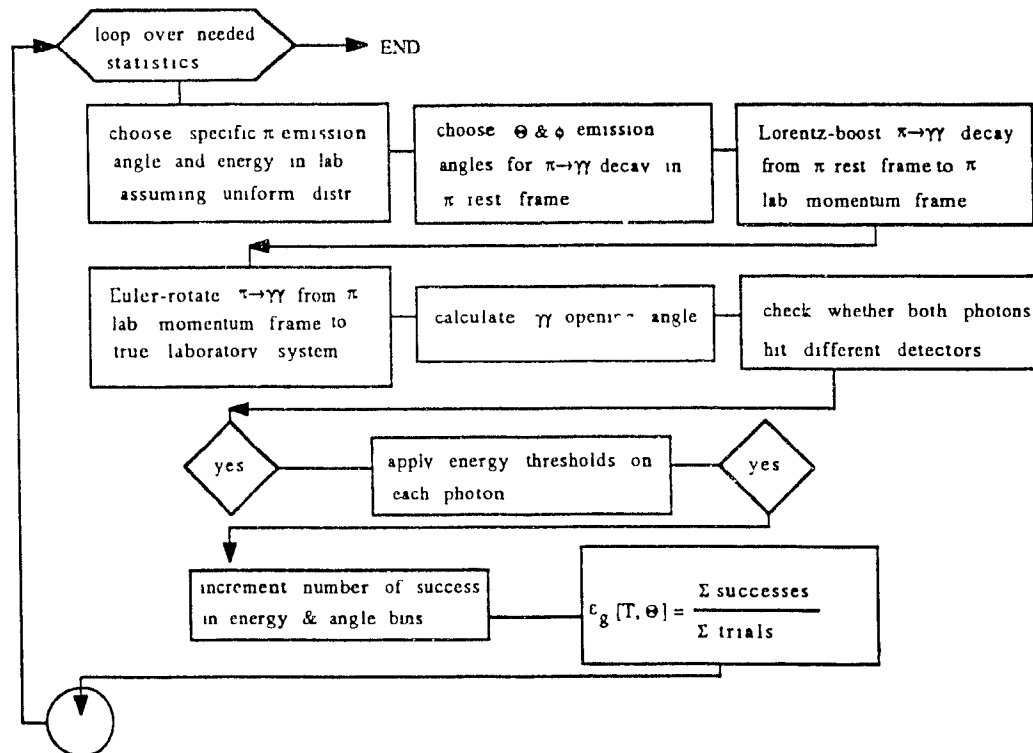 loop over needed
statistics
END
choose specific π emission
angle and energy in lab
assuming uniform distr
choose Θ & φ emission
angles for π→γγ decay in
π rest frame
Lorentz-boost π→γγ decay
from π rest frame to π
lab momentum frame
Euler-rotate π→γγ from π
lab momentum frame to
true laboratory system
calculate γγ opening angle
check whether both photons
hit different detectors
yes
apply energy thresholds on
each photon
yes
increment number of success
in energy & angle bins
ε_g [T, Θ] = Σ successes
Σ trials